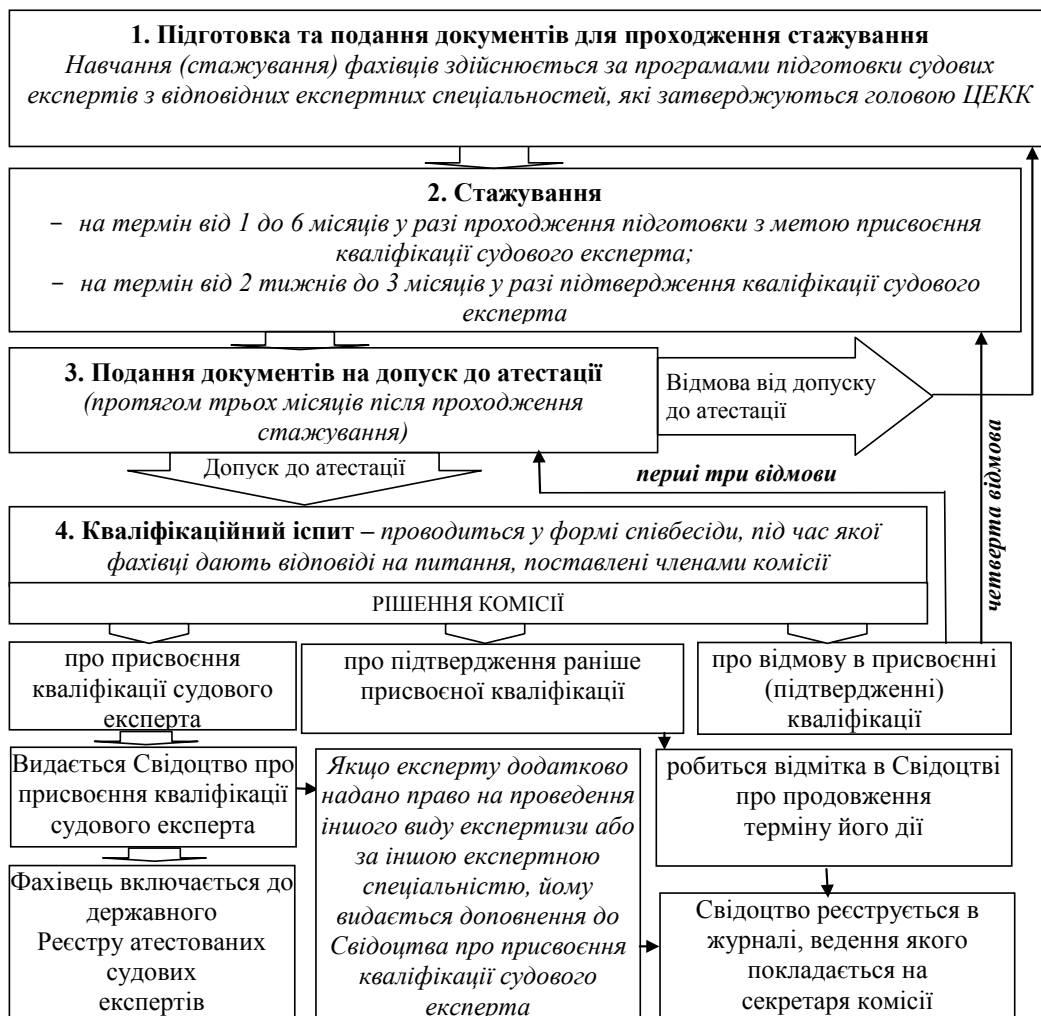 1. Підготовка та подання документів для проходження стажування
Навчання (стажування) фахівців здійснюється за програмами підготовки судових
експертів з відповідних експертних спеціальностей, які затверджуються головою ЦЕКК
2. Стажування
− на термін від 1 до 6 місяців у разі проходження підготовки з метою присвоєння
кваліфікації судового експерта;
− на термін від 2 тижнів до 3 місяців у разі підтвердження кваліфікації судового
експерта
3. Подання документів на допуск до атестації
(протягом трьох місяців після проходження
стажування)
Відмова від допуску
до атестації
Допуск до атестації
перші три відмови
четверта відмова
4. Кваліфікаційний іспит – проводиться у формі співбесіди, під час якої
фахівці дають відповіді на питання, поставлені членами комісії
РІШЕННЯ КОМІСІЇ
про присвоєння
кваліфікації судового
експерта
про підтвердження раніше
присвоєної кваліфікації
про відмову в присвоєнні
(підтвердженні)
кваліфікації
Видається Свідоцтво про
присвоєння кваліфікації
судового експерта
Якщо експерту додатково
надано право на проведення
іншого виду експертизи або
за іншою експертною
спеціальністю, йому
видається доповнення до
Свідоцтва про присвоєння
кваліфікації судового
експерта
робиться відмітка в Свідоцтві
про продовження
терміну його дії
Фахівець включається до
державного
Реєстру атестованих
судових
експертів
Свідоцтво реєструється в
журналі, ведення якого
покладається на
секретаря комісії